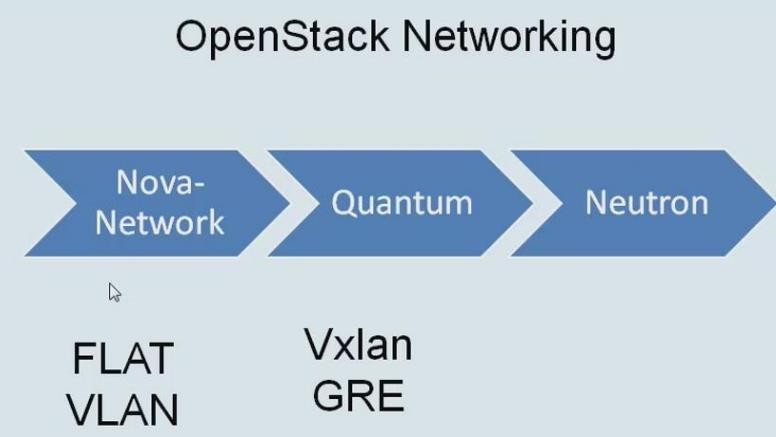 OpenStack Networking
Nova-
Network
Quantum
Neutron
FLAT
VLAN
Vxlan
GRE